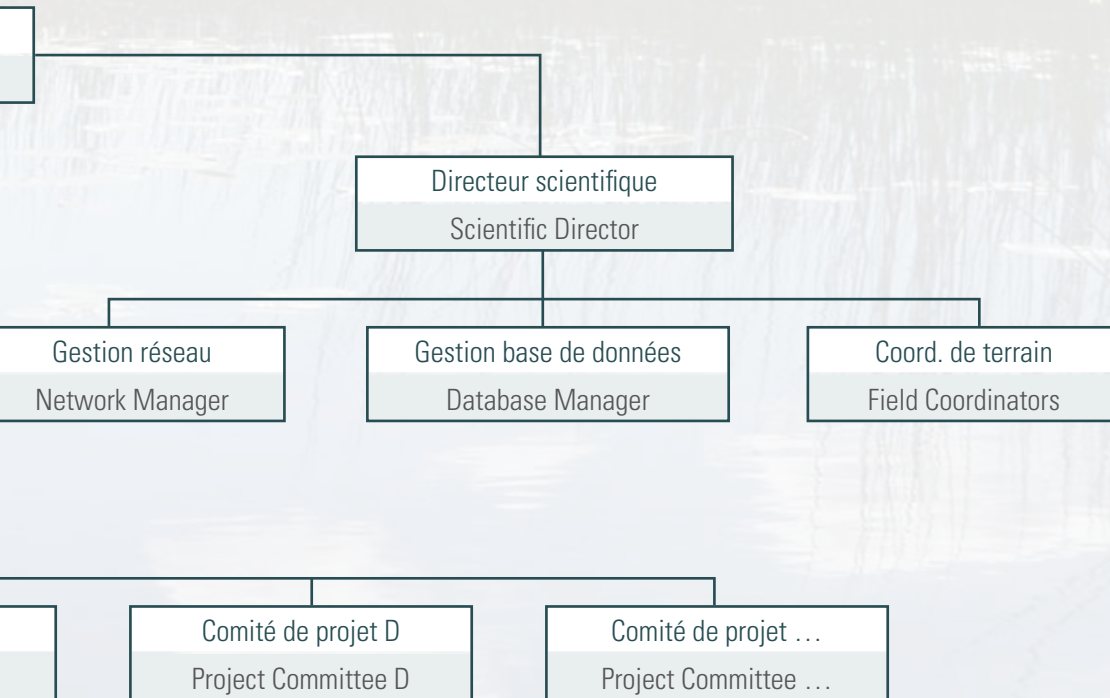 Directeur scientifique
Scientific Director
Gestion réseau
Network Manager
Gestion base de données
Database Manager
Coord. de terrain
Field Coordinators
Comité de projet D
Project Committee D
Comité de projet …
Project Committee …